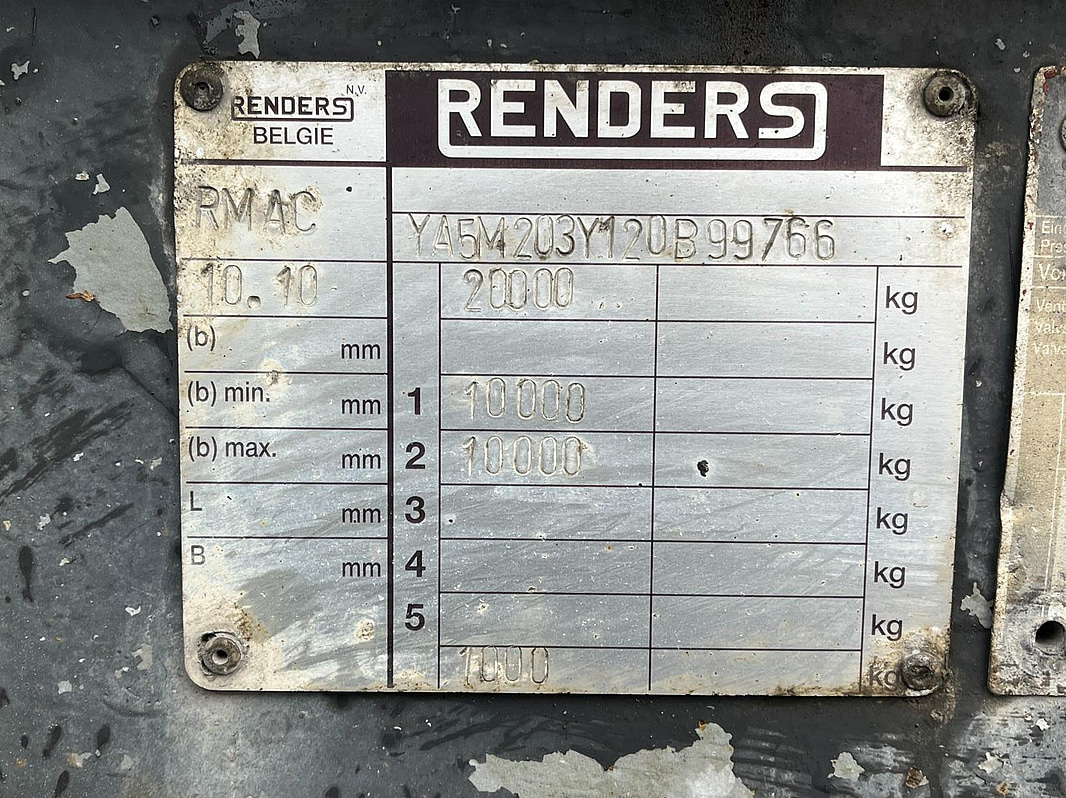 RENDERS N.V.
BELGIE
RENDERS
RMAC
YA5M203Y120B99766
10.10 20000 kg
(b) mm kg
(b) min. mm 1 10000 kg
(b) max. mm 2 10000 kg
L mm 3 kg
B mm 4 kg
5 kg
1000 kg